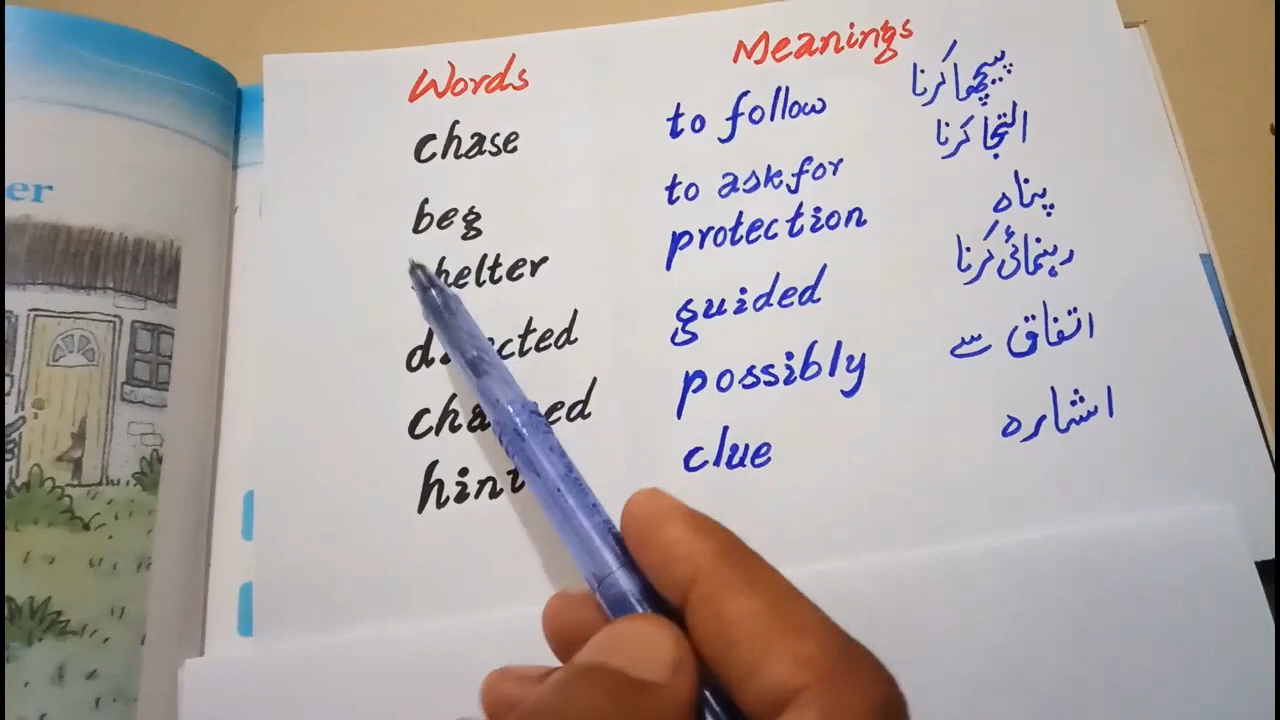 er
Words Meanings
chase to follow پیچھا کرنا
beg to ask for التجا کرنا
shelter protection پناہ
guided رہنمائی کرنا
possibly اتفاق سے
hint clue اشارہ